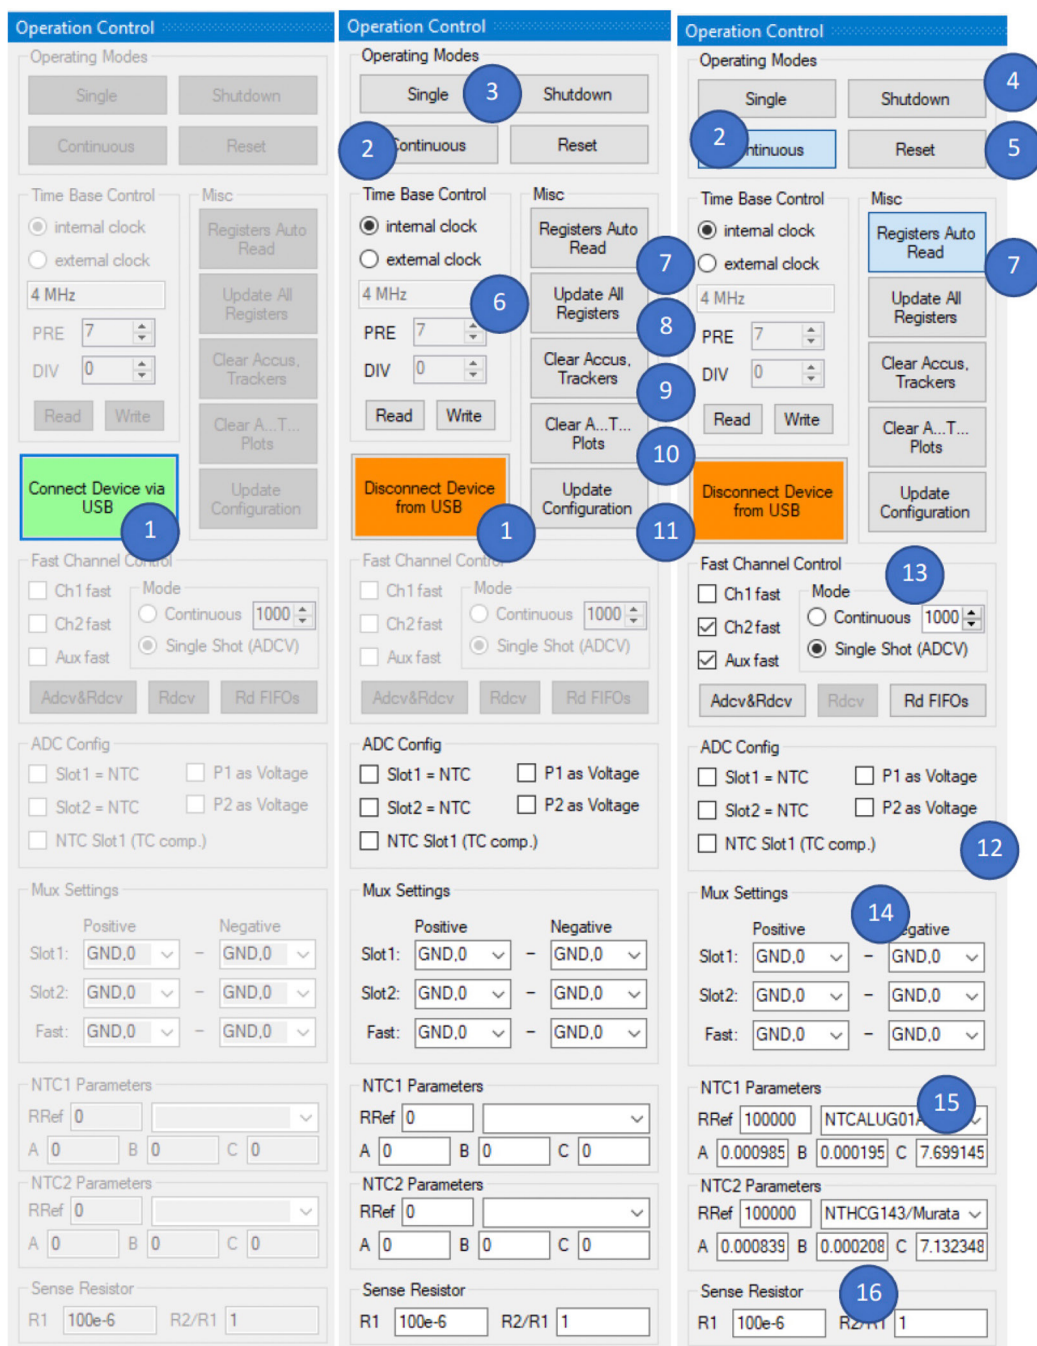 Operation Control
Operating Modes
Single Shutdown
Continuous Reset
Time Base Control Misc
internal clock Registers Auto
Read
external clock
4 MHz Update All
Registers
PRE 7
DIV 0 Clear Accus,
Trackers
Read Write Clear A...T...
Plots
Connect Device via
USB
1
Update
Configuration
Fast Channel Control
Ch1 fast Mode
Continuous 1000
Ch2 fast
Single Shot (ADCV)
Aux fast
Adcv&Rdcv Rdcv Rd FIFOs
ADC Config
Slot1 = NTC P1 as Voltage
Slot2 = NTC P2 as Voltage
NTC Slot1 (TC comp.)
Mux Settings
Positive Negative
Slot1: GND,0 – GND,0
Slot2: GND,0 – GND,0
Fast: GND,0 – GND,0
NTC1 Parameters
RRef 0
A 0 B 0 C 0
NTC2 Parameters
RRef 0
A 0 B 0 C 0
Sense Resistor
R1 100e-6 R2/R1 1
Operation Control
Operating Modes
Single 3 Shutdown
2 Continuous Reset
Time Base Control Misc
internal clock Registers Auto
Read
external clock 7
4 MHz 6 Update All
Registers
PRE 7 8
DIV 0 Clear Accus,
Trackers
9
Read Write Clear A...T...
Plots
10
Disconnect Device
from USB
1
Update
Configuration
11
Fast Channel Control
Ch1 fast Mode
Continuous 1000
Ch2 fast
Single Shot (ADCV)
Aux fast
Adcv&Rdcv Rdcv Rd FIFOs
ADC Config
Slot1 = NTC P1 as Voltage
Slot2 = NTC P2 as Voltage
NTC Slot1 (TC comp.)
Mux Settings
Positive Negative
Slot1: GND,0 – GND,0
Slot2: GND,0 – GND,0
Fast: GND,0 – GND,0
NTC1 Parameters
RRef 0
A 0 B 0 C 0
NTC2 Parameters
RRef 0
A 0 B 0 C 0
Sense Resistor
R1 100e-6 R2/R1 1
Operation Control
Operating Modes
4
Single Shutdown
2 ntinuous Reset 5
Time Base Control Misc
internal clock Registers Auto
Read
external clock 7
4 MHz Update All
Registers
PRE 7
DIV 0 Clear Accus,
Trackers
Read Write Clear A...T...
Plots
Disconnect Device
from USB
Update
Configuration
Fast Channel Control 13
Ch1 fast Mode
Continuous 1000
Ch2 fast
Single Shot (ADCV)
Aux fast
Adcv&Rdcv Rdcv Rd FIFOs
ADC Config
Slot1 = NTC P1 as Voltage
Slot2 = NTC P2 as Voltage
NTC Slot1 (TC comp.) 12
Mux Settings 14
Positive egative
Slot1: GND,0 – GND,0
Slot2: GND,0 – GND,0
Fast: GND,0 – GND,0
NTC1 Parameters 15
RRef 100000 NTCALUG01A
A 0.000985 B 0.000195 C 7.699145
NTC2 Parameters
RRef 100000 NTHCG143/Murata
A 0.000839 B 0.000208 C 7.132348
Sense Resistor 16
R1 100e-6 R2/R1 1